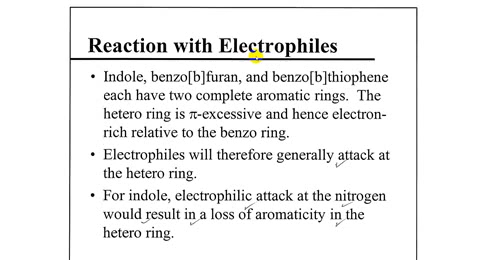 Reaction with Electrophiles
• Indole, benzo[b]furan, and benzo[b]thiophene
each have two complete aromatic rings. The
hetero ring is π-excessive and hence electron-
rich relative to the benzo ring.
• Electrophiles will therefore generally attack at
the hetero ring.
• For indole, electrophilic attack at the nitrogen
would result in a loss of aromaticity in the
hetero ring.